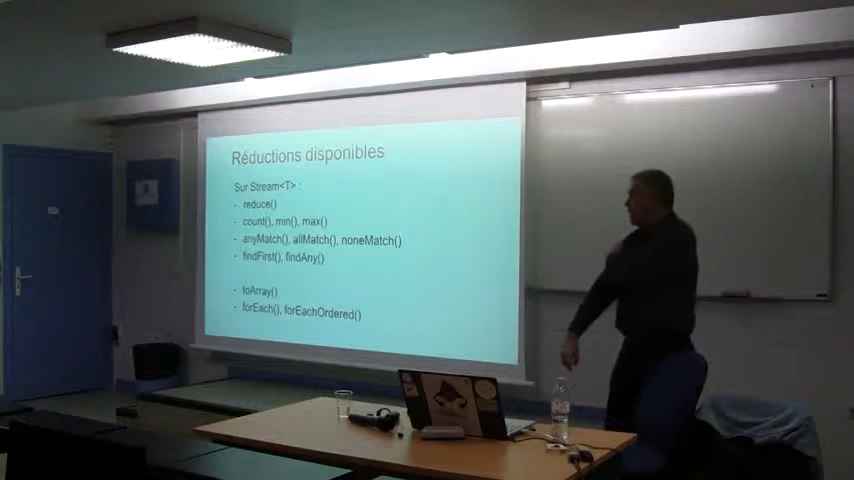 Réductions disponibles
Sur Stream<T> :
- reduce()
- count(), min(), max()
- anyMatch(), allMatch(), noneMatch()
- findFirst(), findAny()
- toArray()
- forEach(), forEachOrdered()